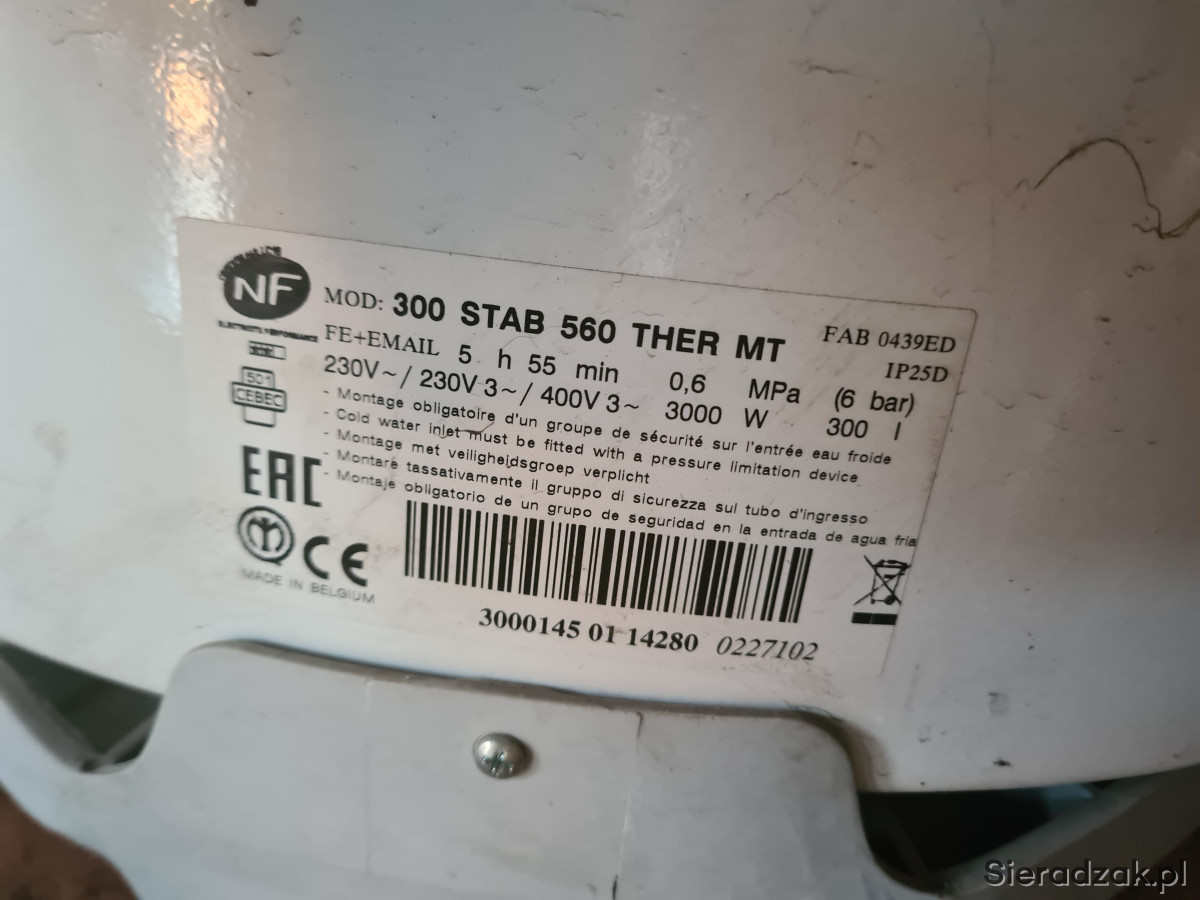 NF
ELECTRICITE PERFORMANCE
MOD: 300 STAB 560 THER MT FAB 0439ED
FE+EMAIL 5 h 55 min 0,6 MPa (6 bar) IP25D
230V~/ 230V 3~/ 400V 3~ 3000 W 300 l
- Montage obligatoire d'un groupe de sécurité sur l'entrée eau froide
- Cold water inlet must be fitted with a pressure limitation device
- Montage met veiligheidsgroep verplicht
- Montare tassativamente il gruppo di sicurezza sul tubo d'ingresso
- Montaje obligatorio de un grupo de seguridad en la entrada de agua fria
501
CEBEC
EAC
CE
MADE IN BELGIUM
3000145 01 14280 0227102
Sieradzak.pl